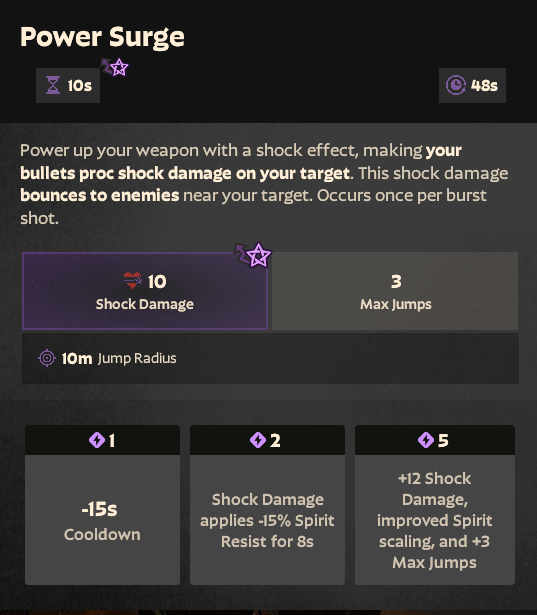 Power Surge
10s
48s
Power up your weapon with a shock effect, making your
bullets proc shock damage on your target. This shock damage
bounces to enemies near your target. Occurs once per burst
shot.
10
Shock Damage
3
Max Jumps
10m Jump Radius
1
-15s
Cooldown
2
Shock Damage
applies -15% Spirit
Resist for 8s
5
+12 Shock
Damage,
improved Spirit
scaling, and +3
Max Jumps